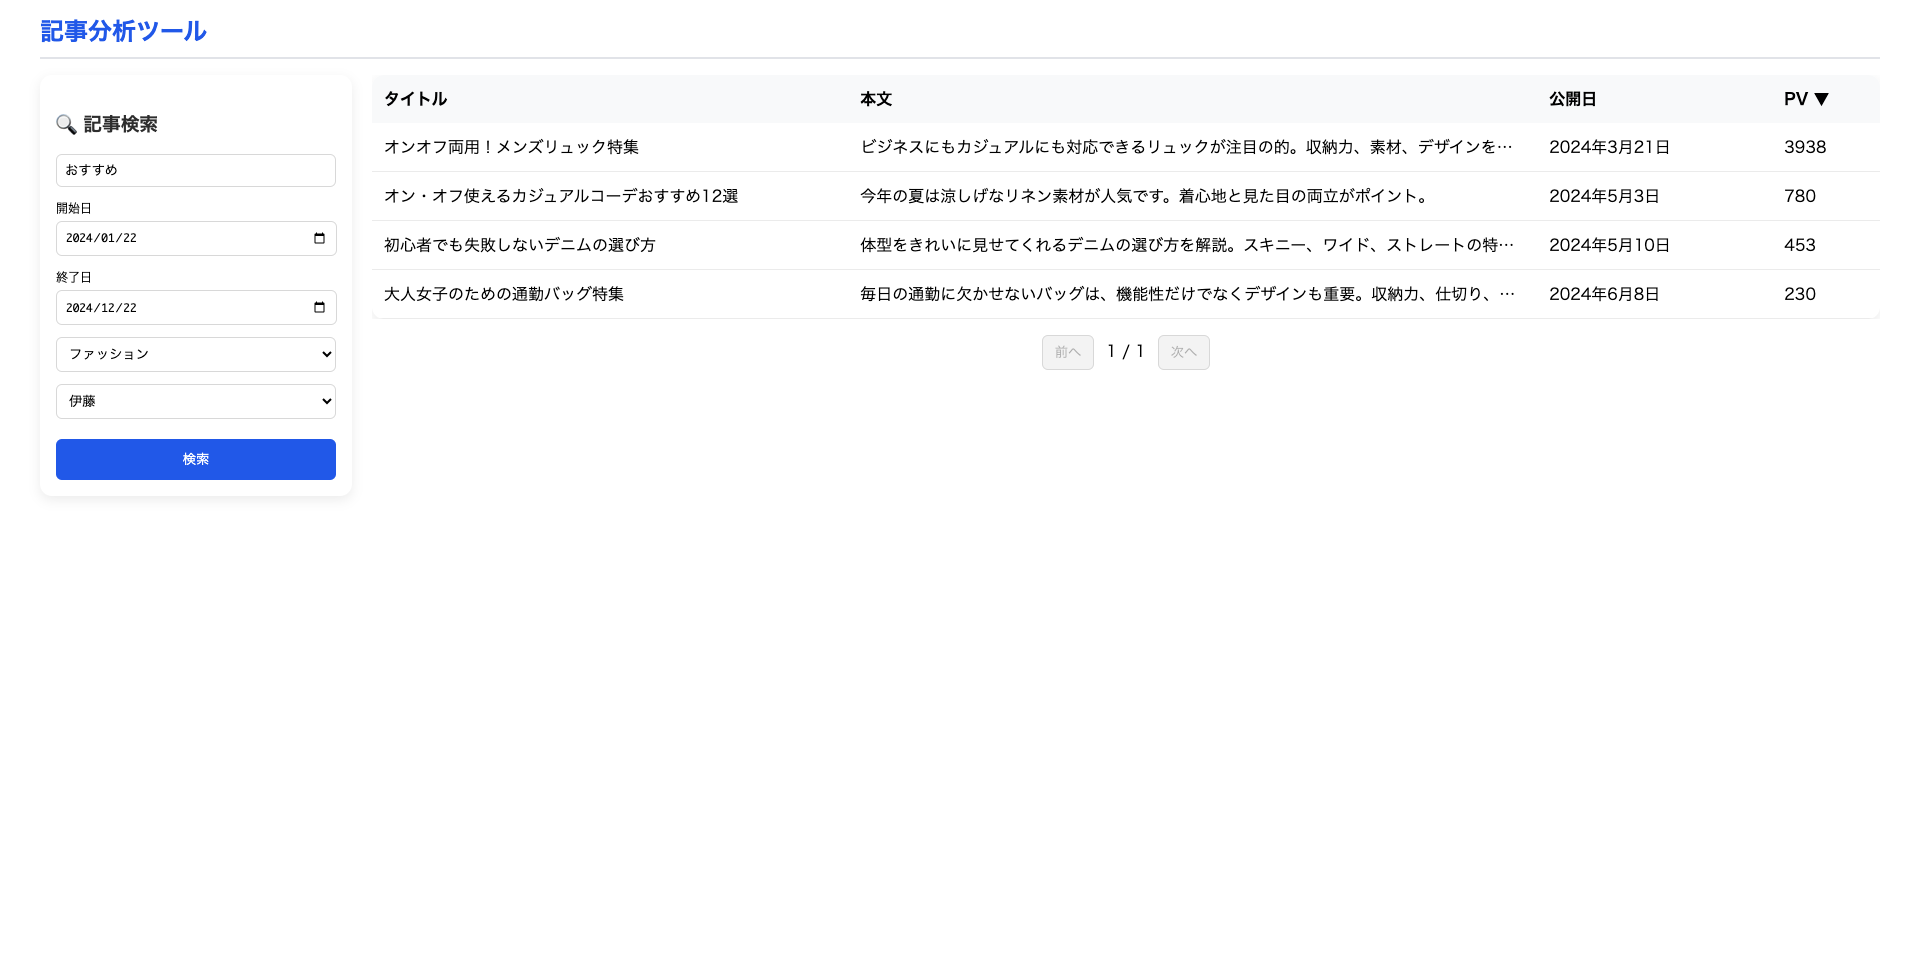 記事分析ツール
🔍 記事検索
おすすめ
開始日
2024/01/22
終了日
2024/12/22
ファッション
伊藤
検索
タイトル 本文 公開日 PV ▼
オンオフ両用！メンズリュック特集 ビジネスにもカジュアルにも対応できるリュックが注目の的。収納力、素材、デザインを… 2024年3月21日 3938
オン・オフ使えるカジュアルコーデおすすめ12選 今年の夏は涼しげなリネン素材が人気です。着心地と見た目の両立がポイント。 2024年5月3日 780
初心者でも失敗しないデニムの選び方 体型をきれいに見せてくれるデニムの選び方を解説。スキニー、ワイド、ストレートの特… 2024年5月10日 453
大人女子のための通勤バッグ特集 毎日の通勤に欠かせないバッグは、機能性だけでなくデザインも重要。収納力、仕切り、… 2024年6月8日 230
前へ 1 / 1 次へ